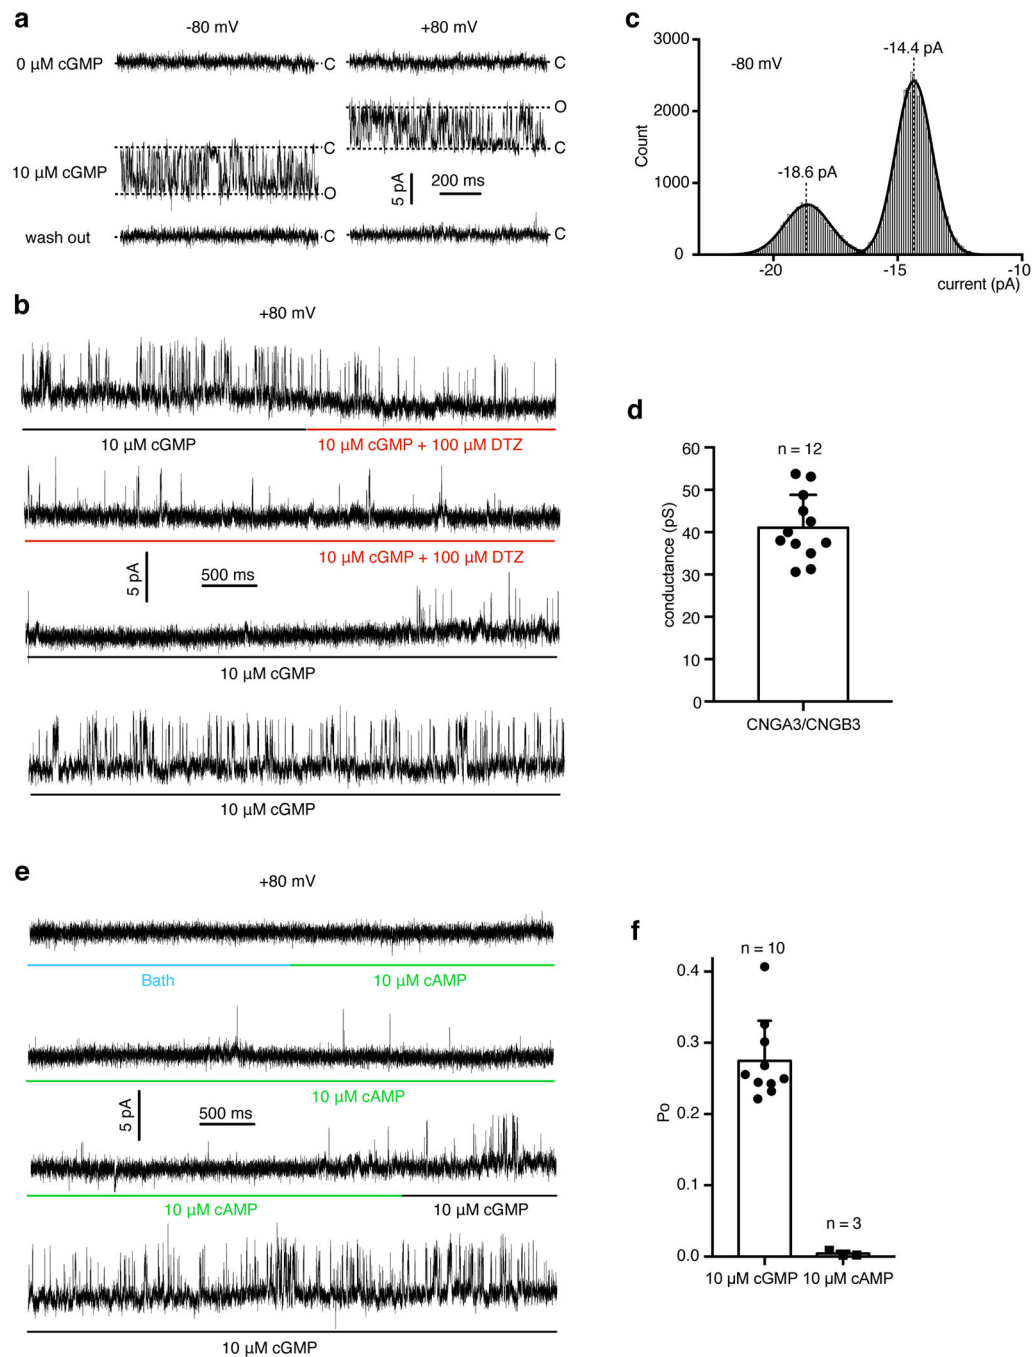 a
-80 mV
+80 mV
0 µM cGMP
C
C
O
C
C
10 µM cGMP
O
5 pA
200 ms
wash out
C
C
b
+80 mV
10 µM cGMP
10 µM cGMP + 100 µM DTZ
10 µM cGMP + 100 µM DTZ
5 pA
500 ms
10 µM cGMP
10 µM cGMP
c
3000
2000
1000
0
Count
-80 mV
-14.4 pA
-18.6 pA
-20
-15
-10
current (pA)
d
n = 12
60
50
40
30
20
10
0
conductance (pS)
CNGA3/CNGB3
e
+80 mV
Bath
10 µM cAMP
10 µM cAMP
5 pA
500 ms
10 µM cAMP
10 µM cGMP
10 µM cGMP
f
n = 10
0.4
0.3
0.2
0.1
0.0
Po
n = 3
10 µM cGMP
10 µM cAMP